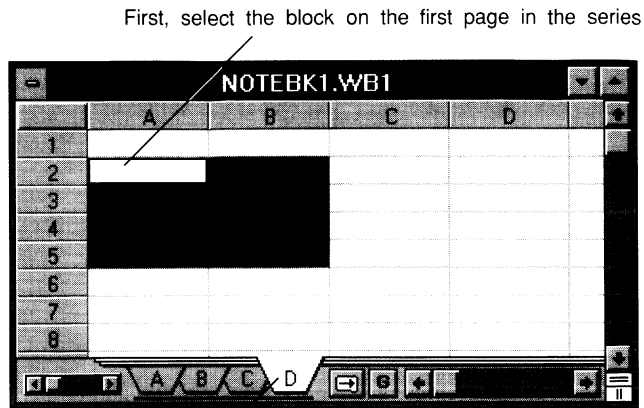 First, select the block on the first page in the series
NOTEBK1.WB1
A B C D
1
2
3
4
5
6
7
8
A B C D G